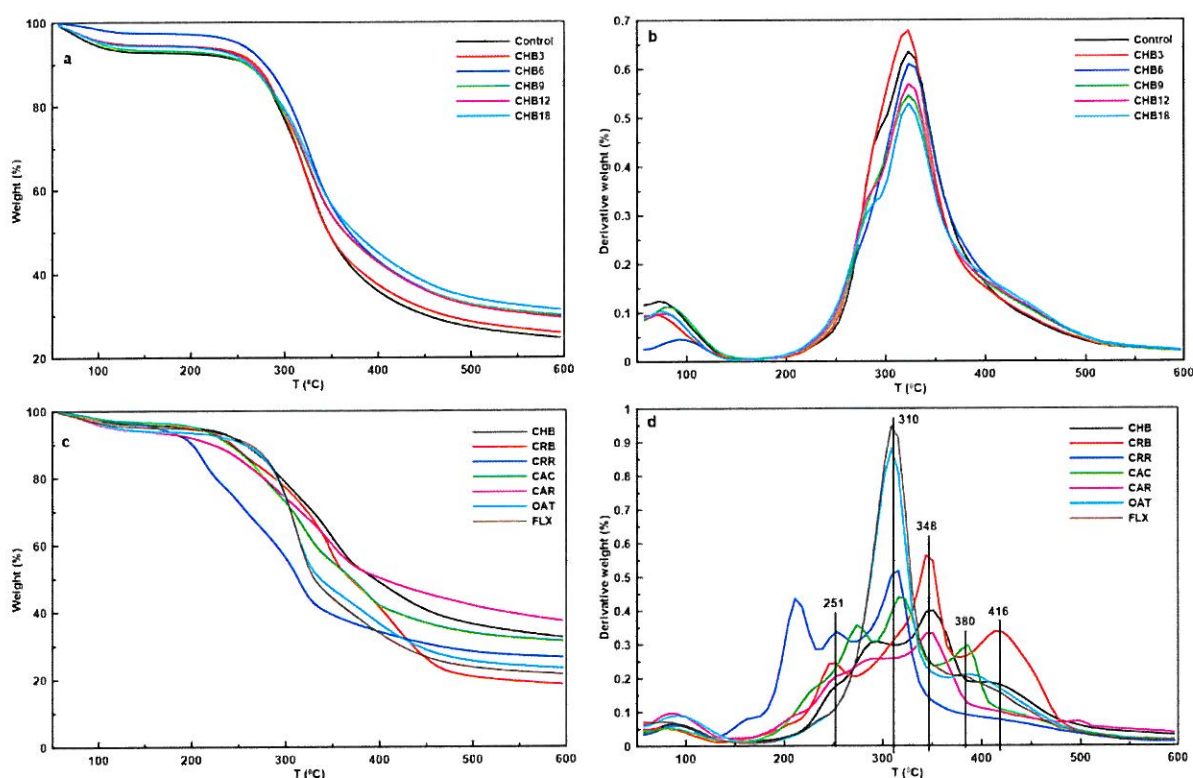 a
Weight (%)
100
80
60
40
20
100 200 300 400 500 600
T (°C)
Control
CHB3
CHB6
CHB9
CHB12
CHB18
b
Derivative weight (%)
0.7
0.6
0.5
0.4
0.3
0.2
0.1
0
100 200 300 400 500 600
T (°C)
Control
CHB3
CHB6
CHB9
CHB12
CHB18
c
Weight (%)
100
80
60
40
20
0
100 200 300 400 500 600
T (°C)
CHB
CRB
CRR
CAC
CAR
OAT
FLX
d
Derivative weight (%)
1
0.9
0.8
0.7
0.6
0.5
0.4
0.3
0.2
0.1
0
100 200 300 400 500 600
T (°C)
251
310
348
380
416
CHB
CRB
CRR
CAC
CAR
OAT
FLX